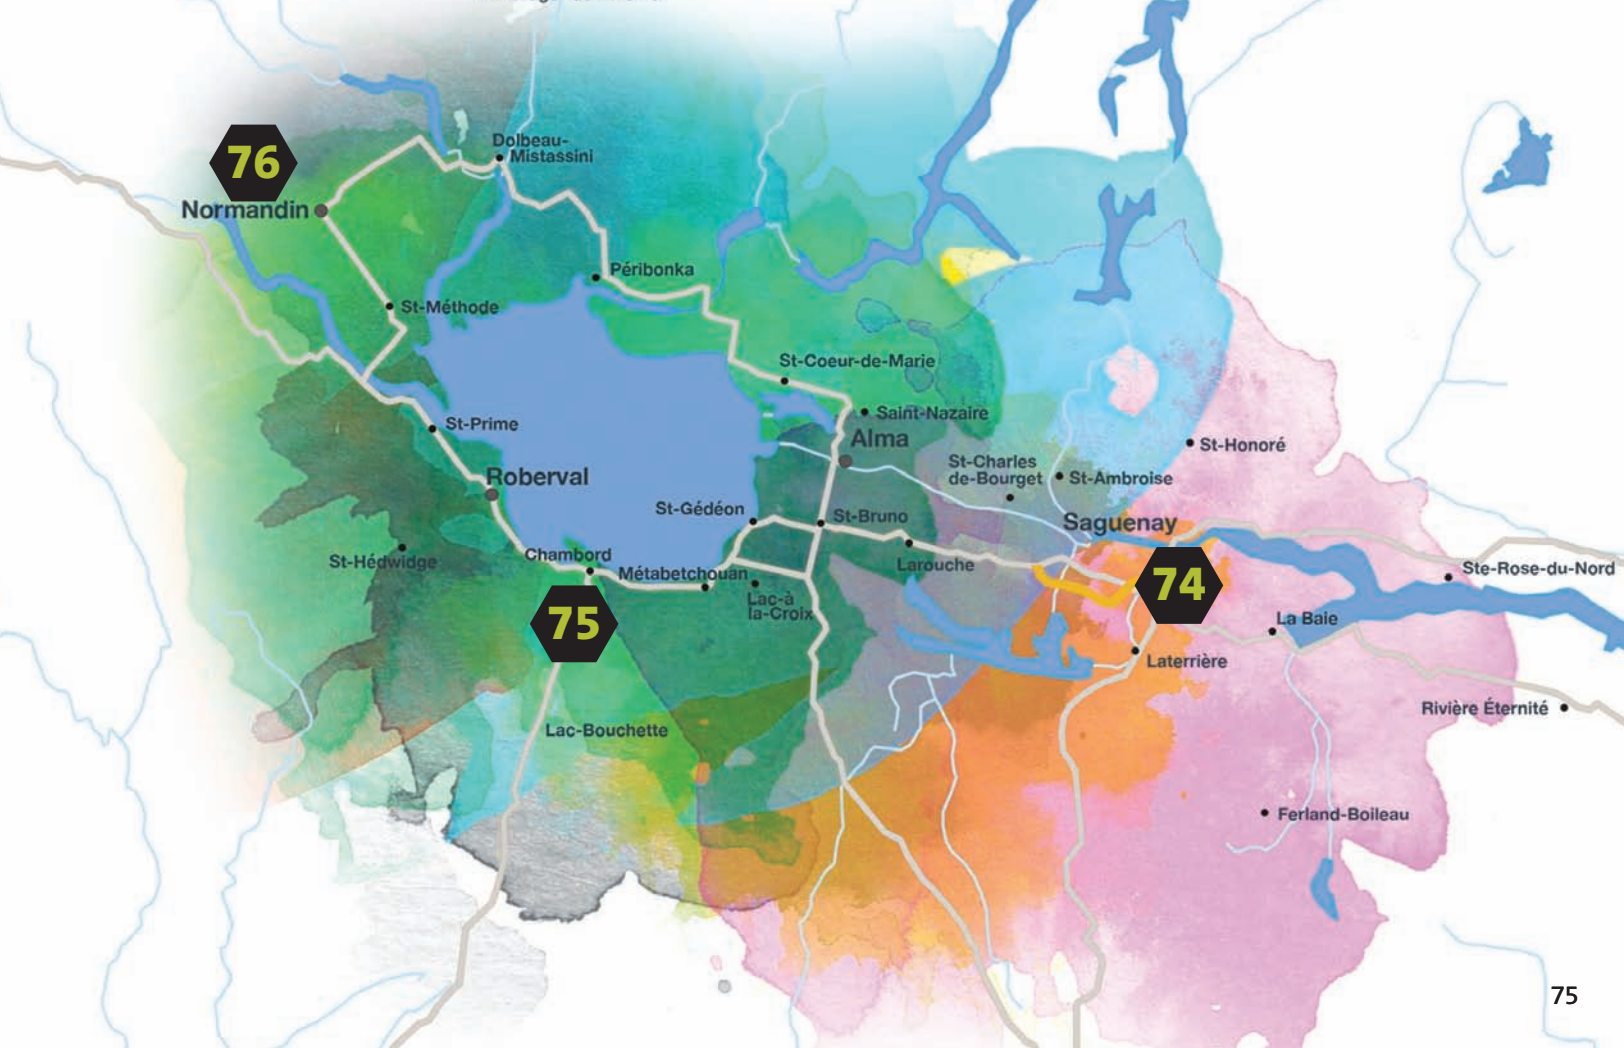 76
Dolbeau-
Mistassini
Normandin
Péribonka
St-Méthode
St-Coeur-de-Marie
Saint-Nazaire
St-Prime
Alma
St-Honoré
St-Charles
de-Bourget
St-Ambroise
Roberval
St-Gédéon
St-Bruno
Saguenay
St-Hédwidge
Chambord
Larouche
Ste-Rose-du-Nord
Métabetchouan
74
Lac-à
la-Croix
75
La Baie
Laterrière
Rivière Éternité
Lac-Bouchette
Ferland-Boileau
75